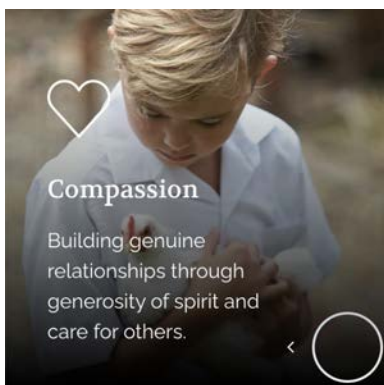 Compassion
Building genuine
relationships through
generosity of spirit and
care for others.